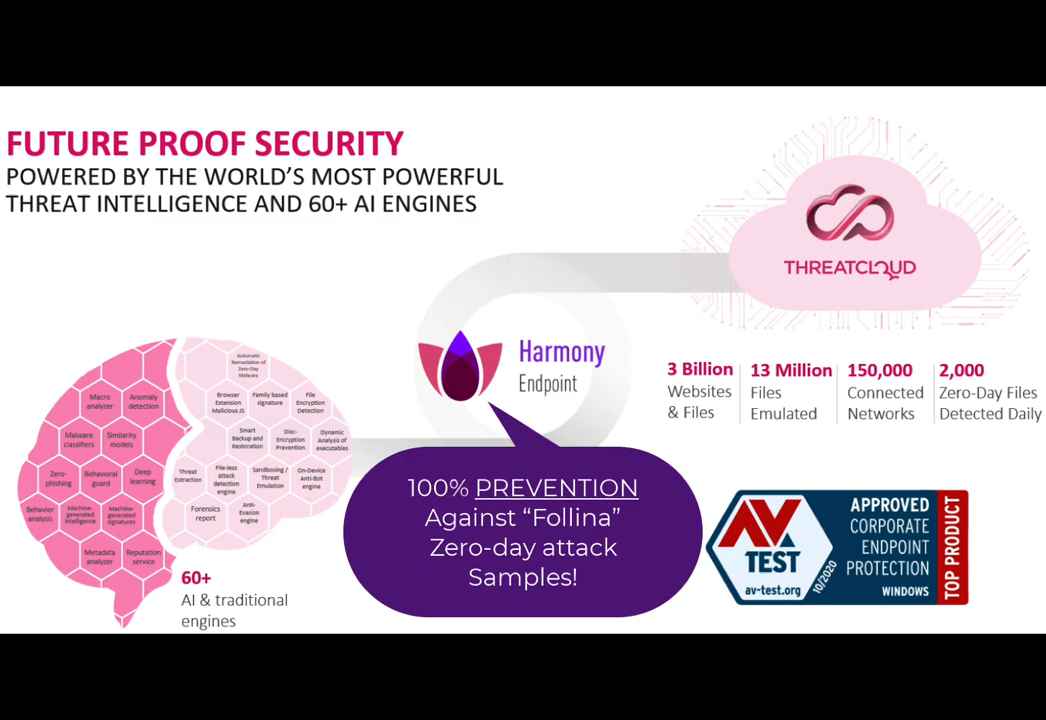 FUTURE PROOF SECURITY
POWERED BY THE WORLD'S MOST POWERFUL
THREAT INTELLIGENCE AND 60+ AI ENGINES
THREATCLOUD
Harmony
Endpoint
3 Billion
Websites
& Files
13 Million
Files
Emulated
150,000
Connected
Networks
2,000
Zero-Day Files
Detected Daily
Macro
analyzer
Anomaly
detection
Malware
classifiers
Similarity
models
Zero-
phishing
Behavioral
guard
Deep
learning
Behavior
analysis
Machine-
generated
intelligence
Machine-
generated
signatures
Metadata
analyzer
Reputation
service
Automatic
Remediation of
Zero-Day
Malware
Browser
Extension
Malicious JS
Family based
signature
File
Encryption
Detection
Smart
Backup and
Restoration
Disc-
Encryption
Prevention
Dynamic
Analysis of
executables
Threat
Extraction
File-less
attack
detection
engine
Sandboxing /
Threat
Emulation
On-Device
Anti-Bot
engine
Forensics
report
Anti-
Evasion
engine
60+
AI & traditional
engines
100% PREVENTION
Against “Follina”
Zero-day attack
Samples!
AV
TEST
av-test.org
10/2020
APPROVED
CORPORATE
ENDPOINT
PROTECTION
WINDOWS
TOP PRODUCT